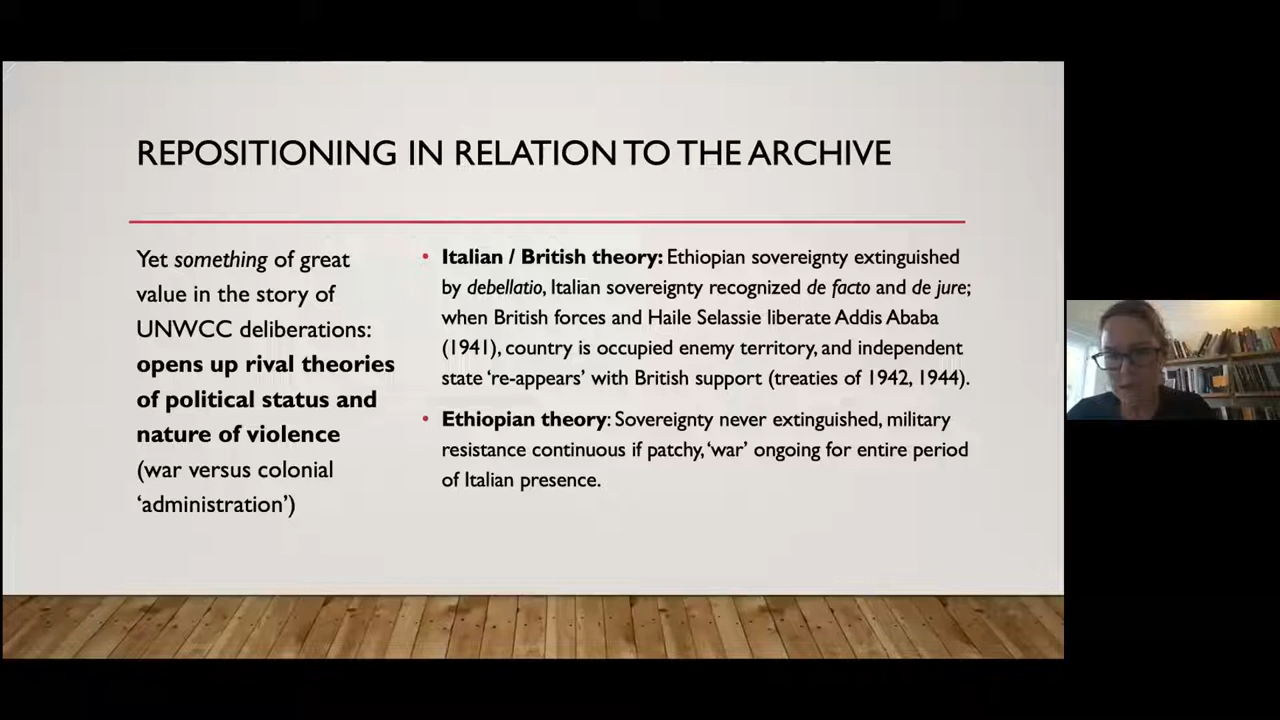 REPOSITIONING IN RELATION TO THE ARCHIVE
Yet something of great
value in the story of
UNWCC deliberations:
opens up rival theories
of political status and
nature of violence
(war versus colonial
‘administration’)
• Italian / British theory: Ethiopian sovereignty extinguished
by debellatio, Italian sovereignty recognized de facto and de jure;
when British forces and Haile Selassie liberate Addis Ababa
(1941), country is occupied enemy territory, and independent
state ‘re-appears’ with British support (treaties of 1942, 1944).
• Ethiopian theory: Sovereignty never extinguished, military
resistance continuous if patchy, ‘war’ ongoing for entire period
of Italian presence.